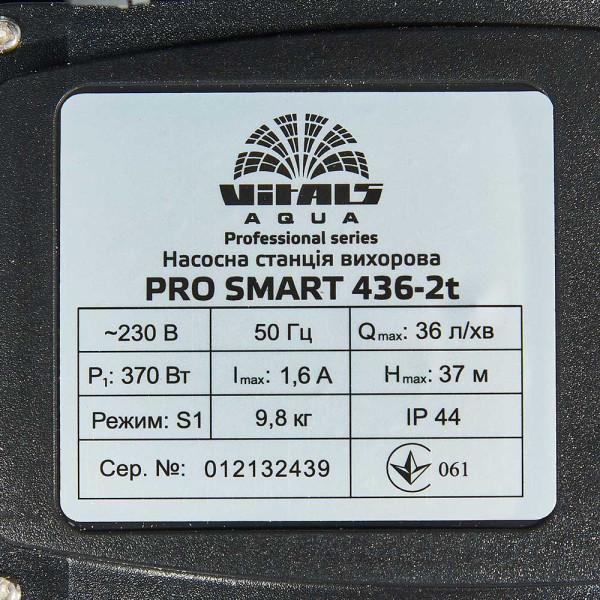 VITALS
AQUA
Professional series
Насосна станція вихорова
PRO SMART 436-2t
~230 В 50 Гц Qmax: 36 л/хв
P1: 370 Вт Imax: 1,6 А Hmax: 37 м
Режим: S1 9,8 кг IP 44
Сер. №: 012132439 061